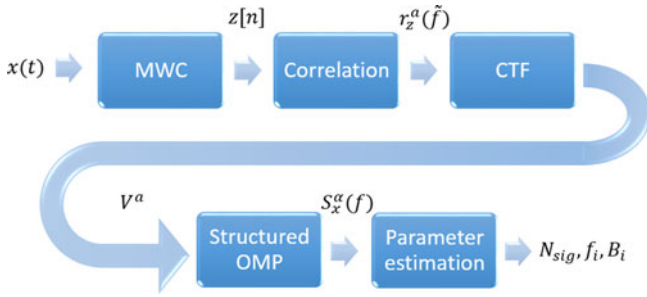 x(t)
MWC
z[n]
Correlation
r_z^a(f̃)
CTF
V^a
Structured
OMP
S_x^α(f)
Parameter
estimation
N_sig, f_i, B_i